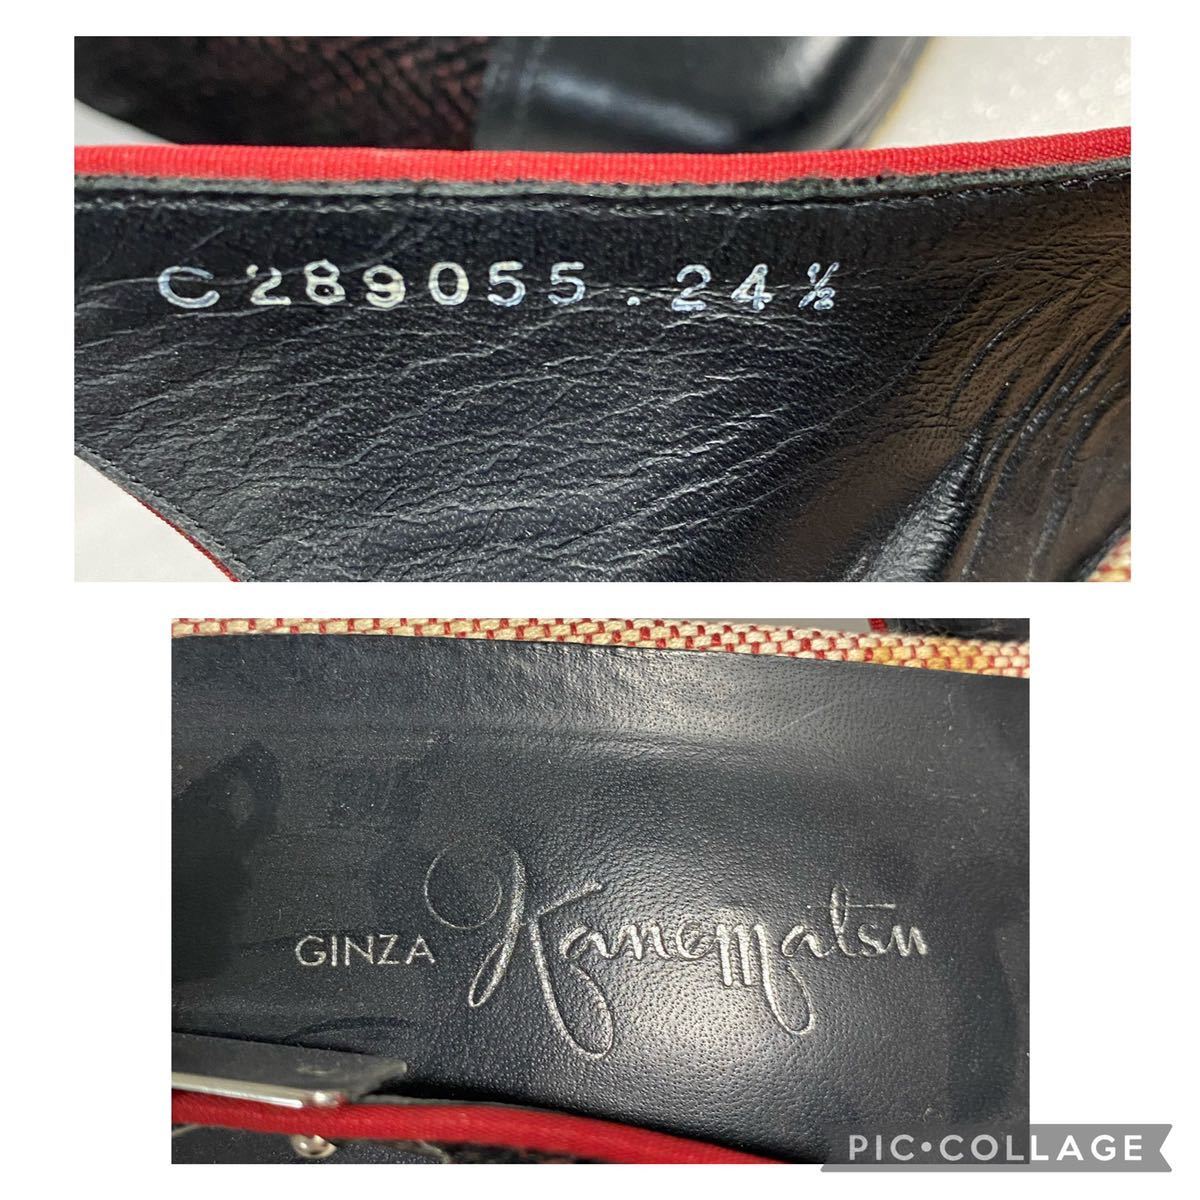 C289055.24½
GINZA Kanematsu
PIC•COLLAGE